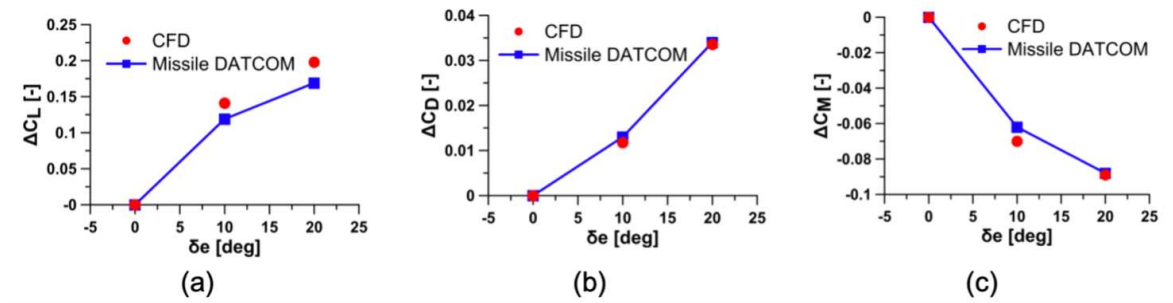 0.25
0.2
0.15
0.1
0.05
-0
ΔCL [-]
CFD
Missile DATCOM
-5 0 5 10 15 20 25
δe [deg]
(a)
0.04
0.03
0.02
0.01
0
ΔCD [-]
CFD
Missile DATCOM
-5 0 5 10 15 20 25
δe [deg]
(b)
0
-0.02
-0.04
-0.06
-0.08
-0.1
ΔCM [-]
CFD
Missile DATCOM
-5 0 5 10 15 20 25
δe [deg]
(c)